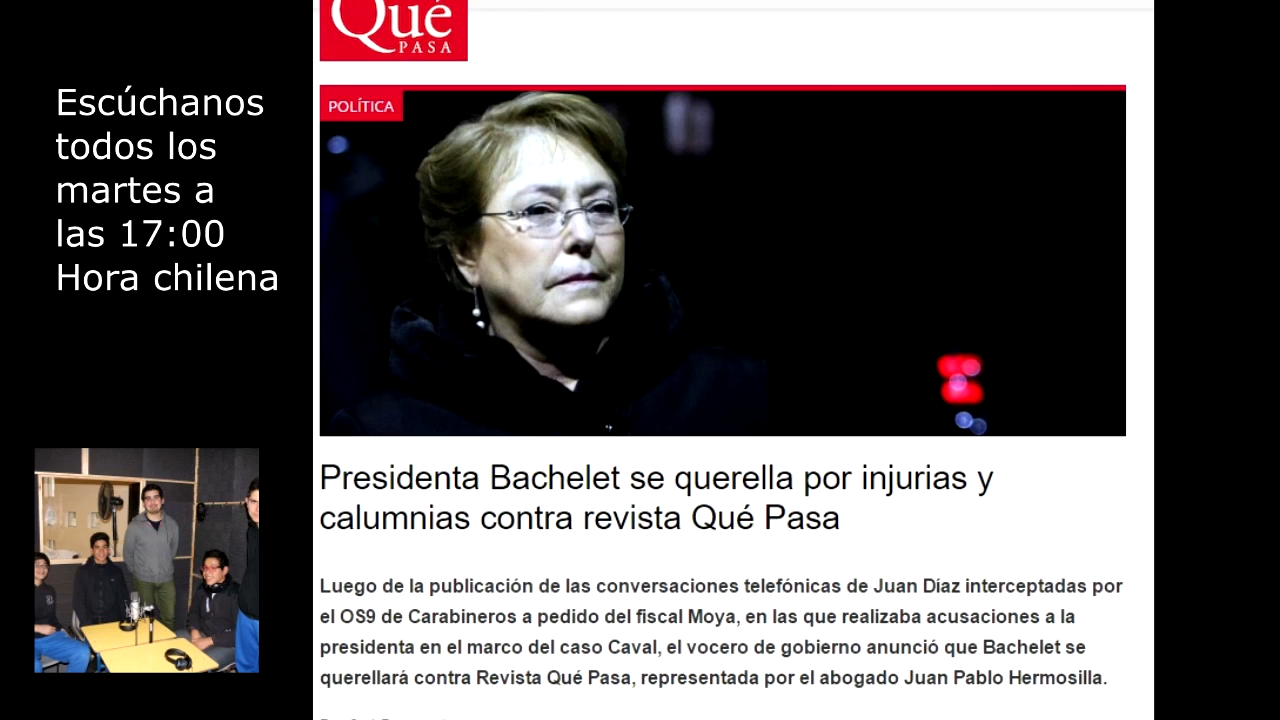 Escúchanos
todos los
martes a
las 17:00
Hora chilena
Qué
PASA
POLÍTICA
Presidenta Bachelet se querella por injurias y
calumnias contra revista Qué Pasa
Luego de la publicación de las conversaciones telefónicas de Juan Díaz interceptadas por
el OS9 de Carabineros a pedido del fiscal Moya, en las que realizaba acusaciones a la
presidenta en el marco del caso Caval, el vocero de gobierno anunció que Bachelet se
querellará contra Revista Qué Pasa, representada por el abogado Juan Pablo Hermosilla.